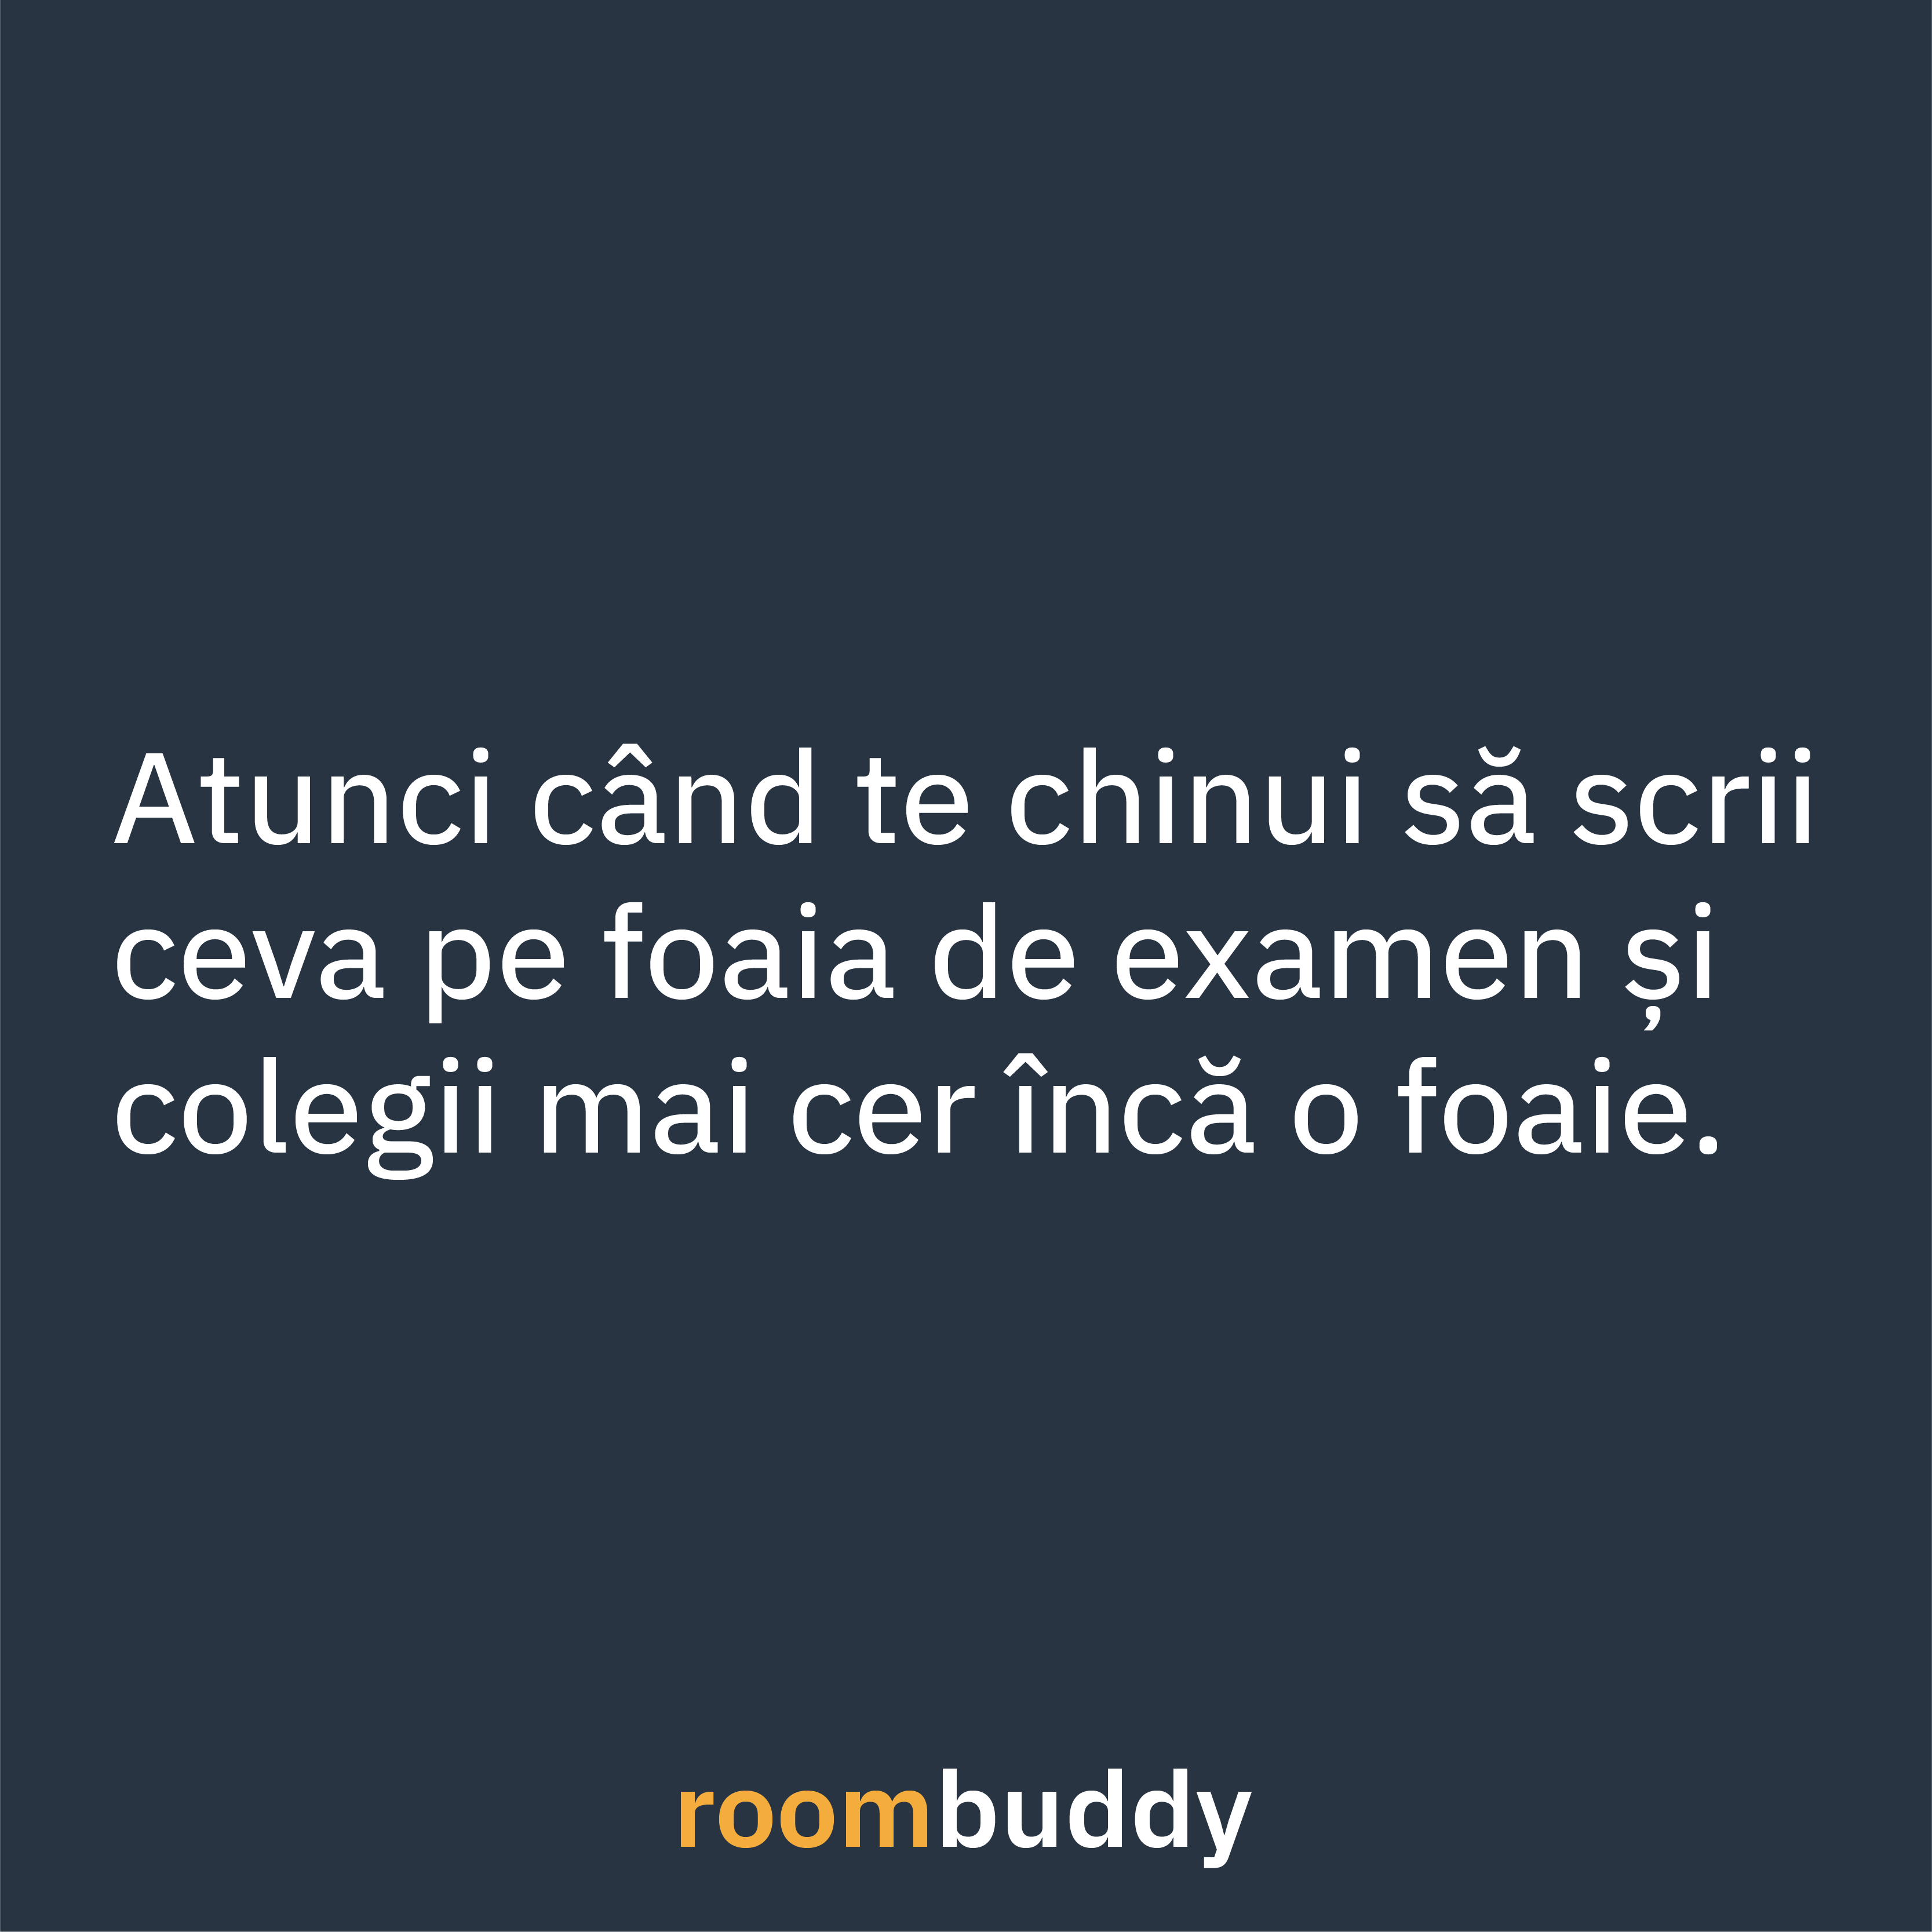 Atunci când te chinui să scrii
ceva pe foaia de examen și
colegii mai cer încă o foaie.
roombuddy